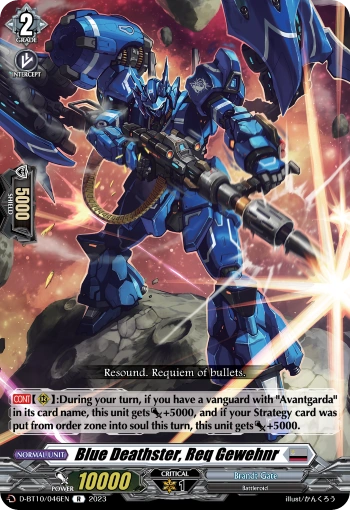 2
GRADE
INTERCEPT
5000
SHIELD
Resound. Requiem of bullets.
CONT [ ]:During your turn, if you have a vanguard with "Avantgarda"
in its card name, this unit gets +5000, and if your Strategy card was
put from order zone into soul this turn, this unit gets +5000.
NORMAL UNIT
Blue Deathster, Req Gewehnr
POWER 10000
CRITICAL
1
Brandt Gate
Battleroid
D-BT10/046EN R 2023
illust/かんくろう